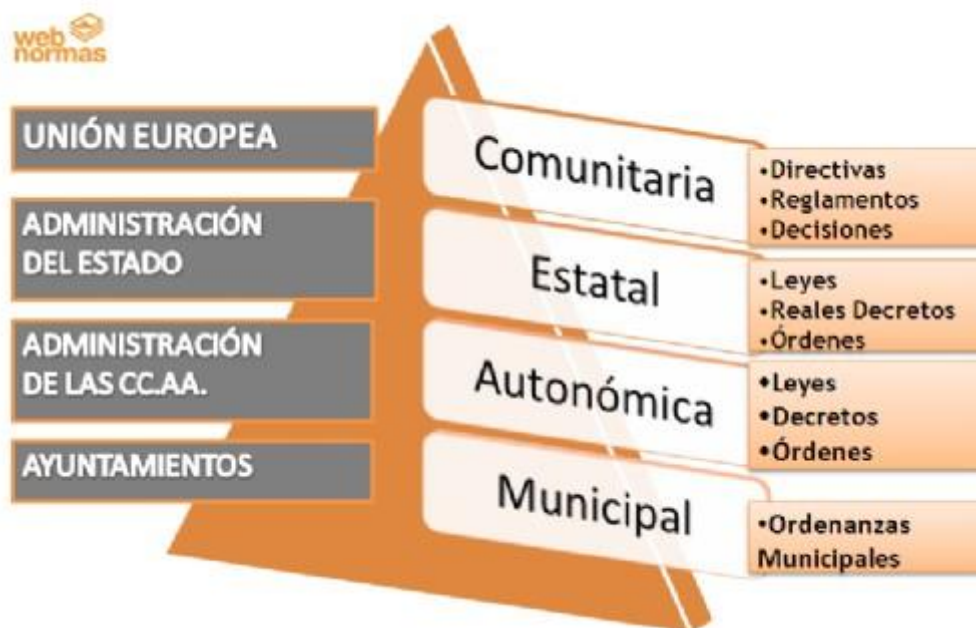 web
normas
UNIÓN EUROPEA
Comunitaria
•Directivas
•Reglamentos
•Decisiones
ADMINISTRACIÓN
DEL ESTADO
Estatal
•Leyes
•Reales Decretos
•Órdenes
ADMINISTRACIÓN
DE LAS CC.AA.
Autonómica
•Leyes
•Decretos
•Órdenes
AYUNTAMIENTOS
Municipal
•Ordenanzas
Municipales